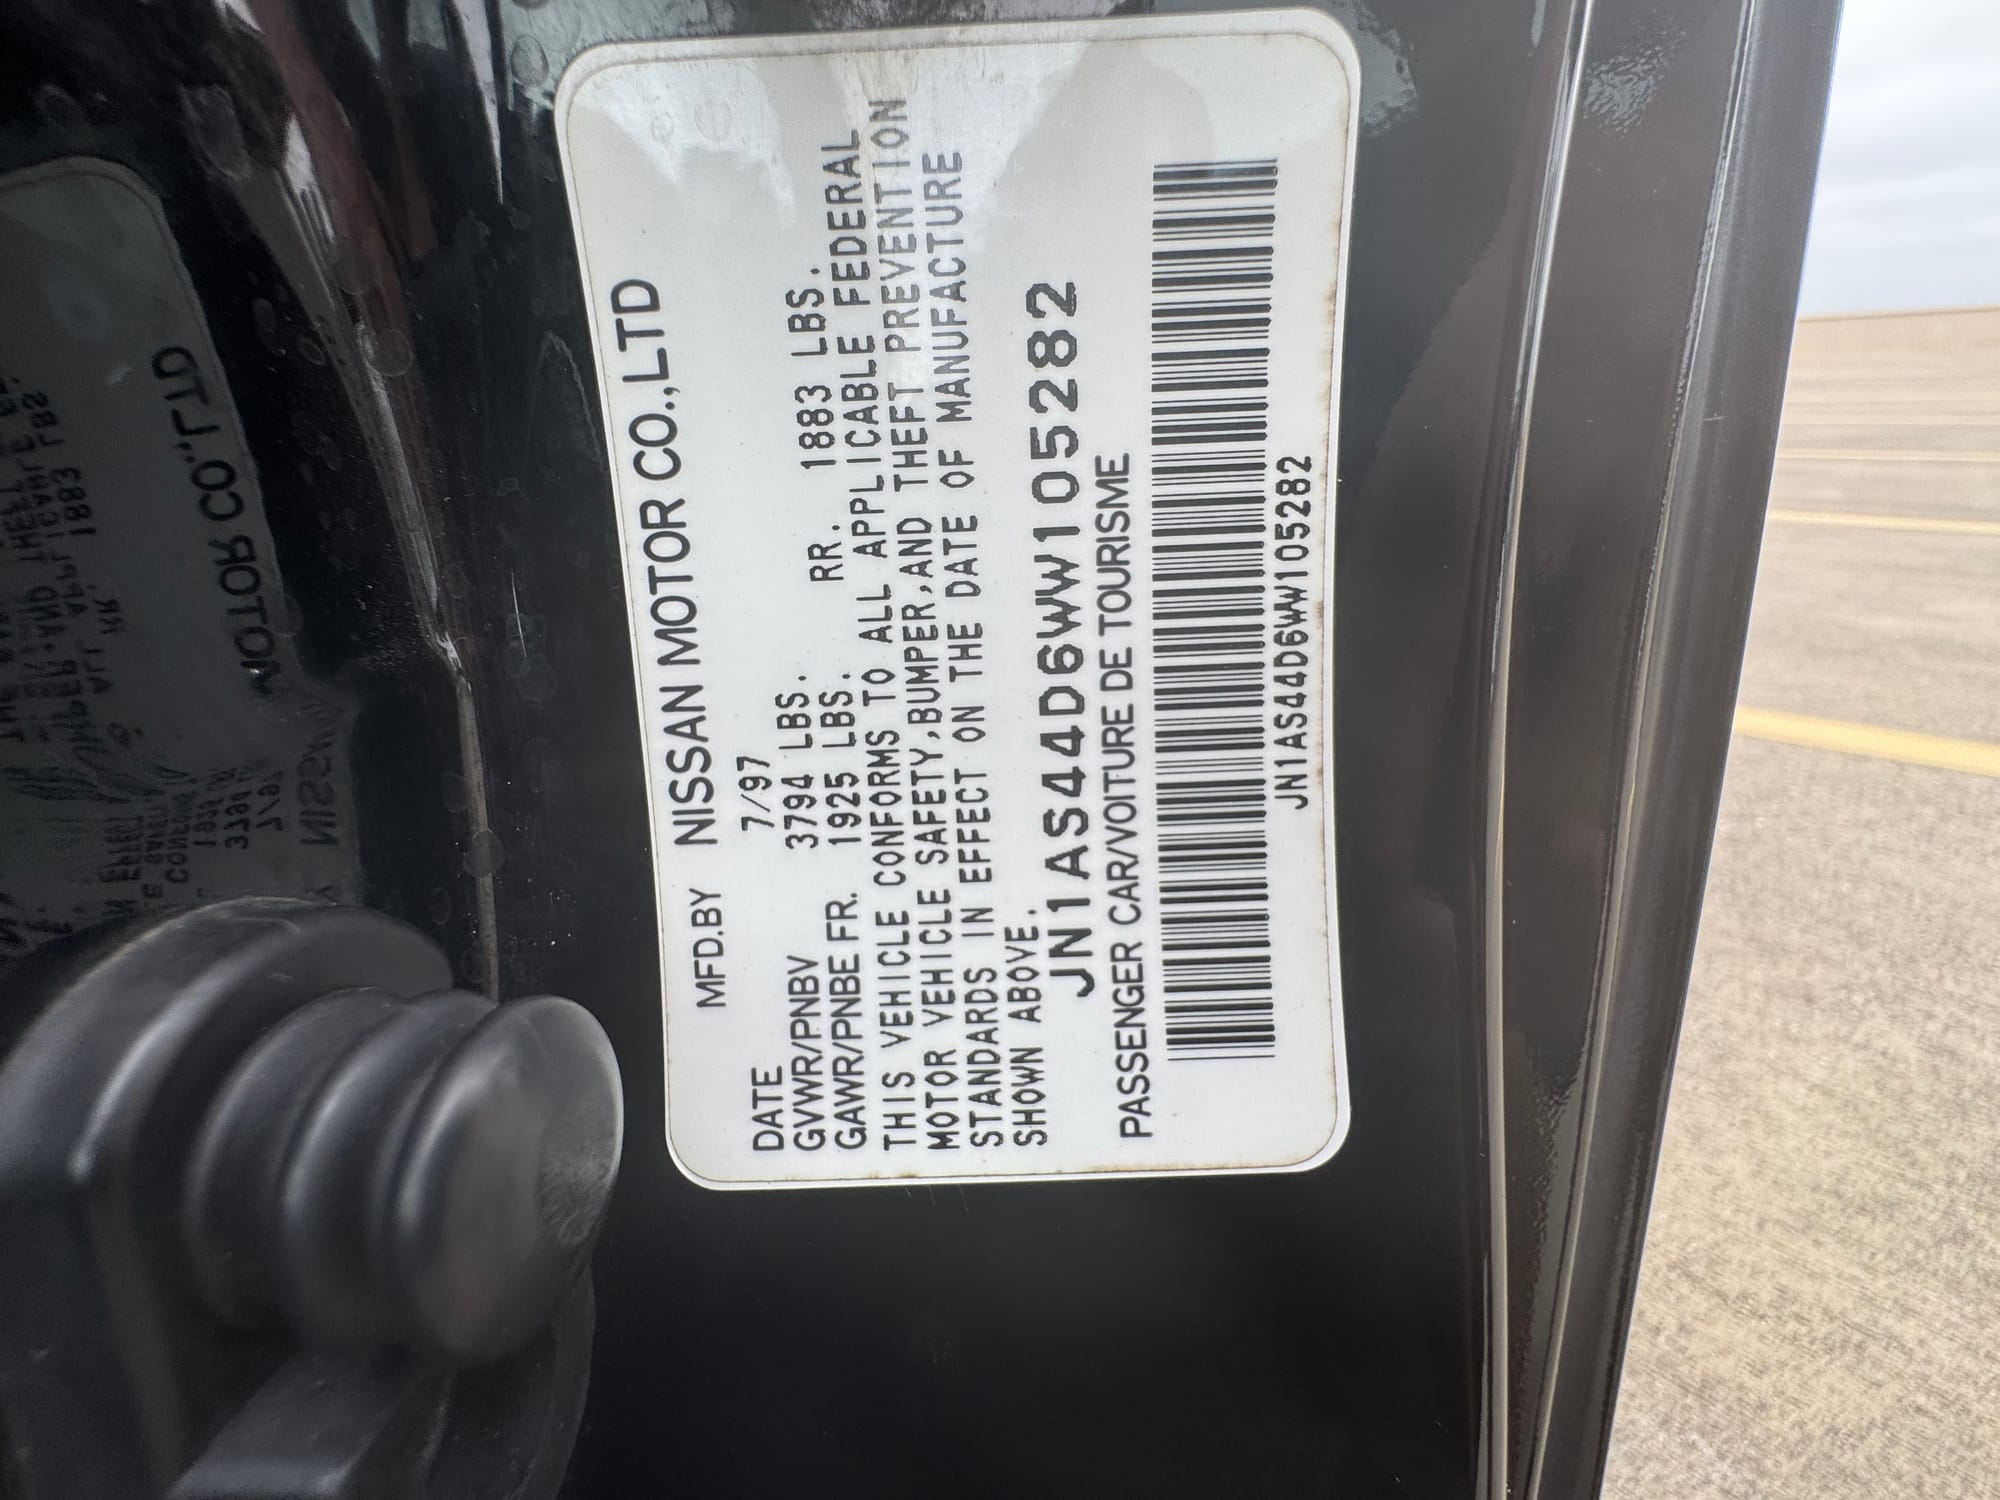 MFD.BY NISSAN MOTOR CO.,LTD
DATE 7/97
GVWR/PNBV 3794 LBS.
GAWR/PNBE FR. 1925 LBS. RR. 1883 LBS.
THIS VEHICLE CONFORMS TO ALL APPLICABLE FEDERAL
MOTOR VEHICLE SAFETY,BUMPER,AND THEFT PREVENTION
STANDARDS IN EFFECT ON THE DATE OF MANUFACTURE
SHOWN ABOVE.
JN1AS44D6WW105282
PASSENGER CAR/VOITURE DE TOURISME
JN1AS44D6WW105282